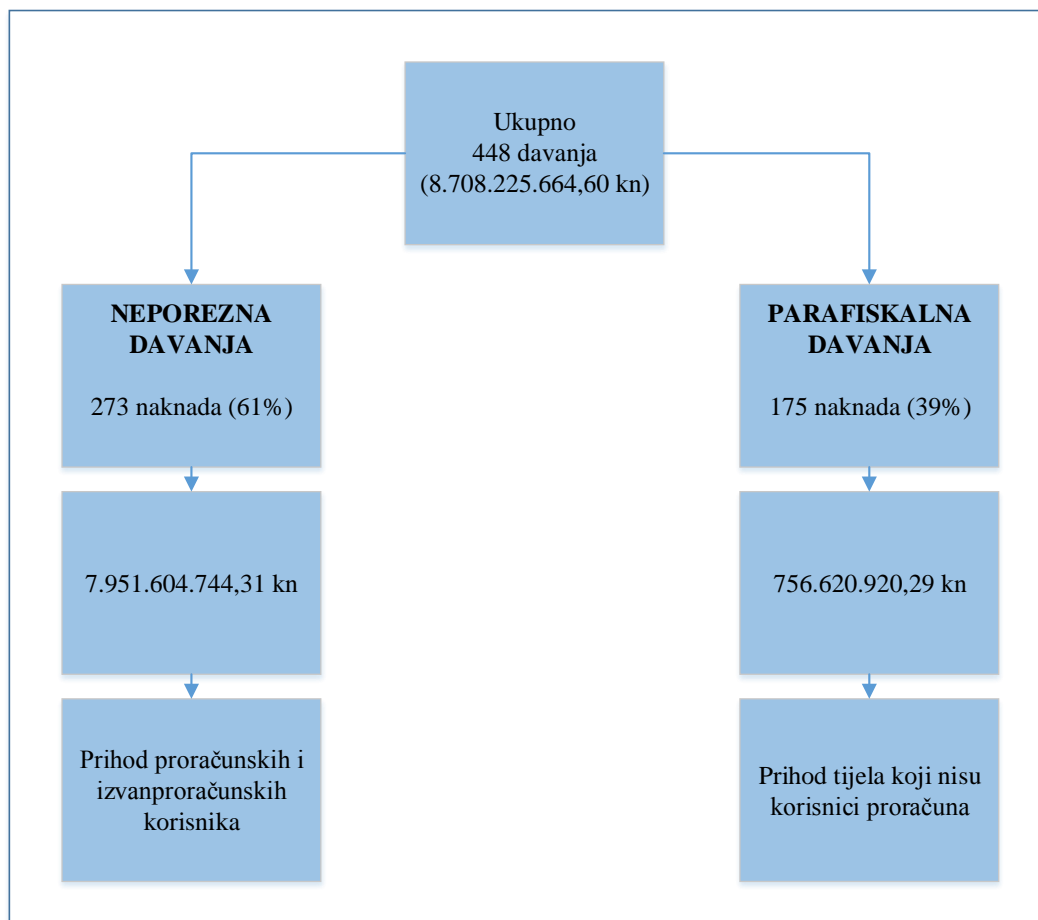 Ukupno
448 davanja
(8.708.225.664,60 kn)
NEPOREZNA
DAVANJA
273 naknada (61%)
PARAFISKALNA
DAVANJA
175 naknada (39%)
7.951.604.744,31 kn
756.620.920,29 kn
Prihod proračunskih i
izvanproračunskih
korisnika
Prihod tijela koji nisu
korisnici proračuna